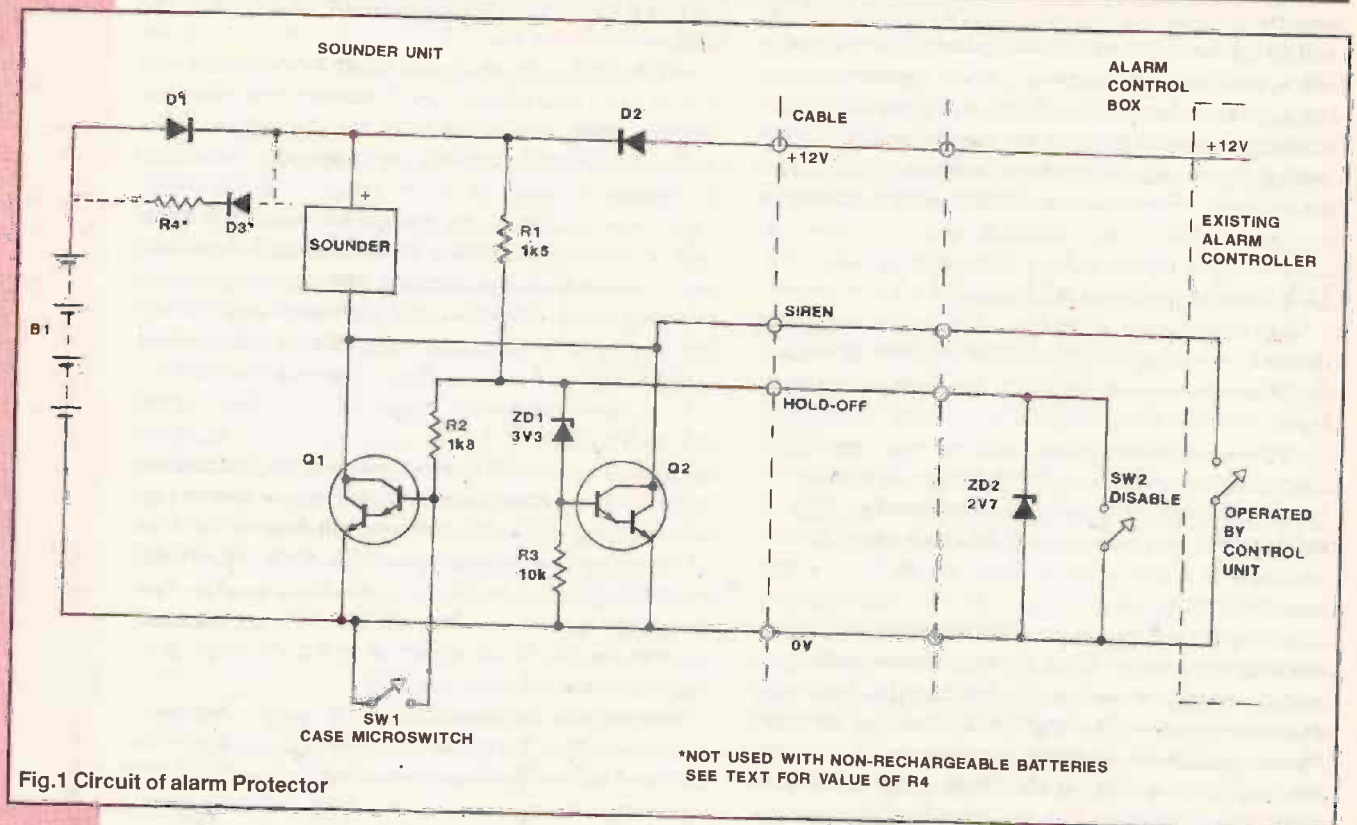 SOUNDER UNIT
ALARM
CONTROL
BOX
D1
D2
CABLE
+12V
+12V
R4*
D3*
+
SOUNDER
R1
1k5
EXISTING
ALARM
CONTROLLER
B1
SIREN
HOLD-OFF
R2
1k8
ZD1
3V3
Q1
Q2
ZD2
2V7
SW2
DISABLE
OPERATED
BY
CONTROL
UNIT
R3
10k
0V
SW1
CASE MICROSWITCH
*NOT USED WITH NON-RECHARGEABLE BATTERIES
SEE TEXT FOR VALUE OF R4
Fig.1 Circuit of alarm Protector